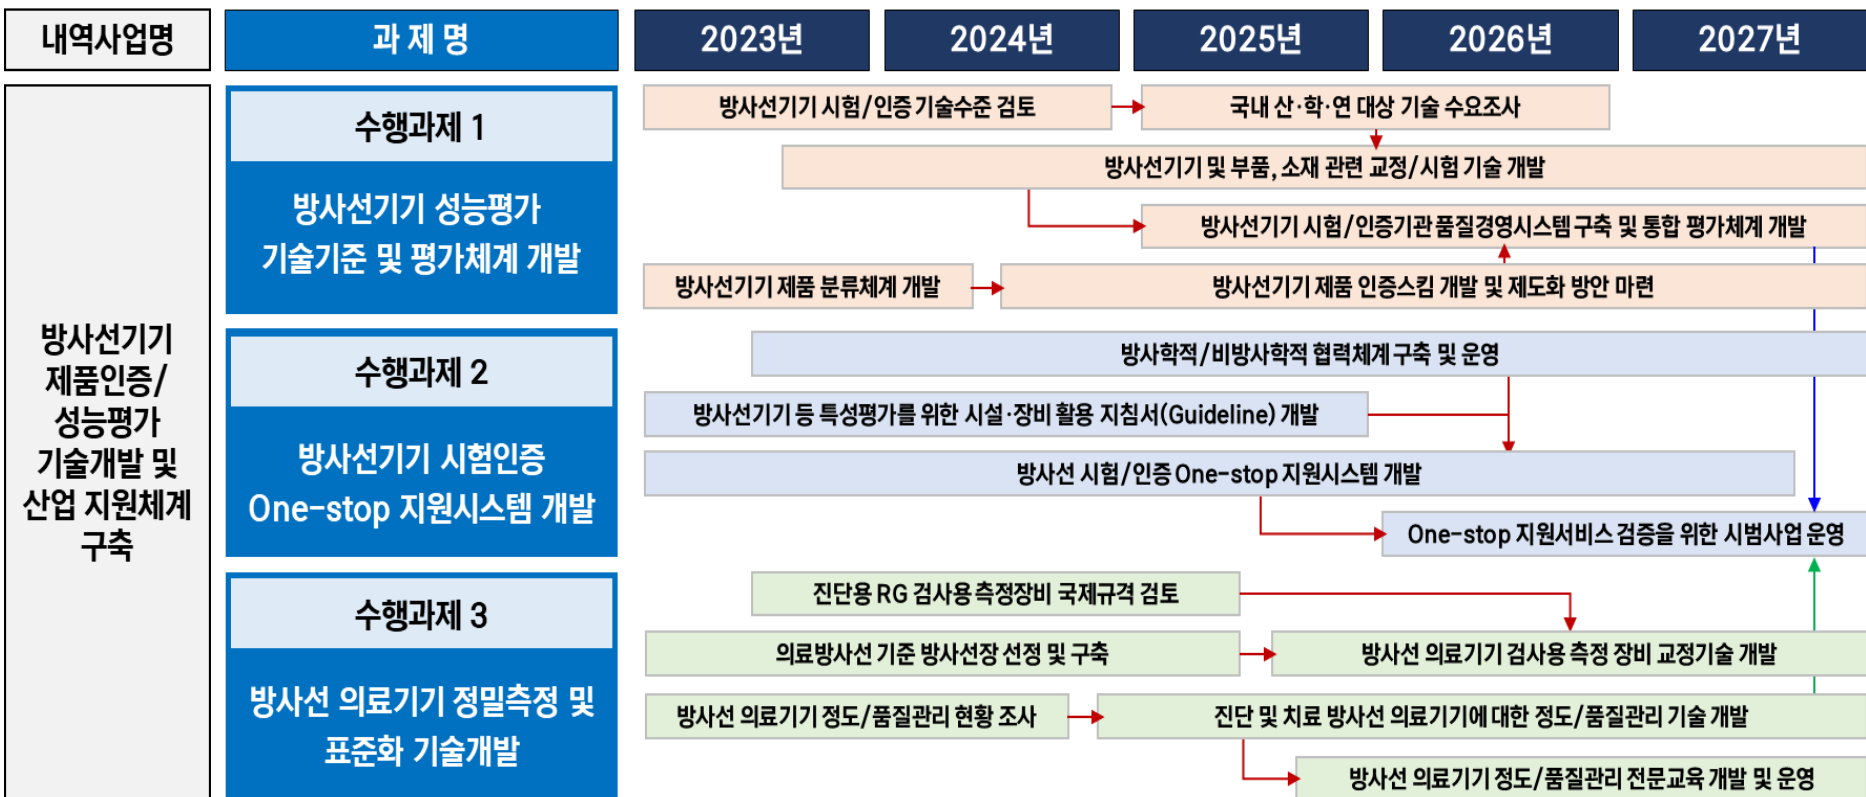 내역사업명
과 제 명
2023년
2024년
2025년
2026년
2027년
방사선기기
제품인증/
성능평가
기술개발 및
산업 지원체계
구축
수행과제 1
방사선기기 성능평가
기술기준 및 평가체계 개발
방사선기기 시험/인증 기술수준 검토
국내 산·학·연 대상 기술 수요조사
방사선기기 및 부품, 소재 관련 교정/시험 기술 개발
방사선기기 시험/인증기관 품질경영시스템 구축 및 통합 평가체계 개발
방사선기기 제품 분류체계 개발
방사선기기 제품 인증스킴 개발 및 제도화 방안 마련
수행과제 2
방사선기기 시험인증
One-stop 지원시스템 개발
방사학적/비방사학적 협력체계 구축 및 운영
방사선기기 등 특성평가를 위한 시설·장비 활용 지침서(Guideline) 개발
방사선 시험/인증 One-stop 지원시스템 개발
One-stop 지원서비스 검증을 위한 시범사업 운영
수행과제 3
방사선 의료기기 정밀측정 및
표준화 기술개발
진단용 RG 검사용 측정장비 국제규격 검토
의료방사선 기준 방사선장 선정 및 구축
방사선 의료기기 검사용 측정 장비 교정기술 개발
방사선 의료기기 정도/품질관리 현황 조사
진단 및 치료 방사선 의료기기에 대한 정도/품질관리 기술 개발
방사선 의료기기 정도/품질관리 전문교육 개발 및 운영